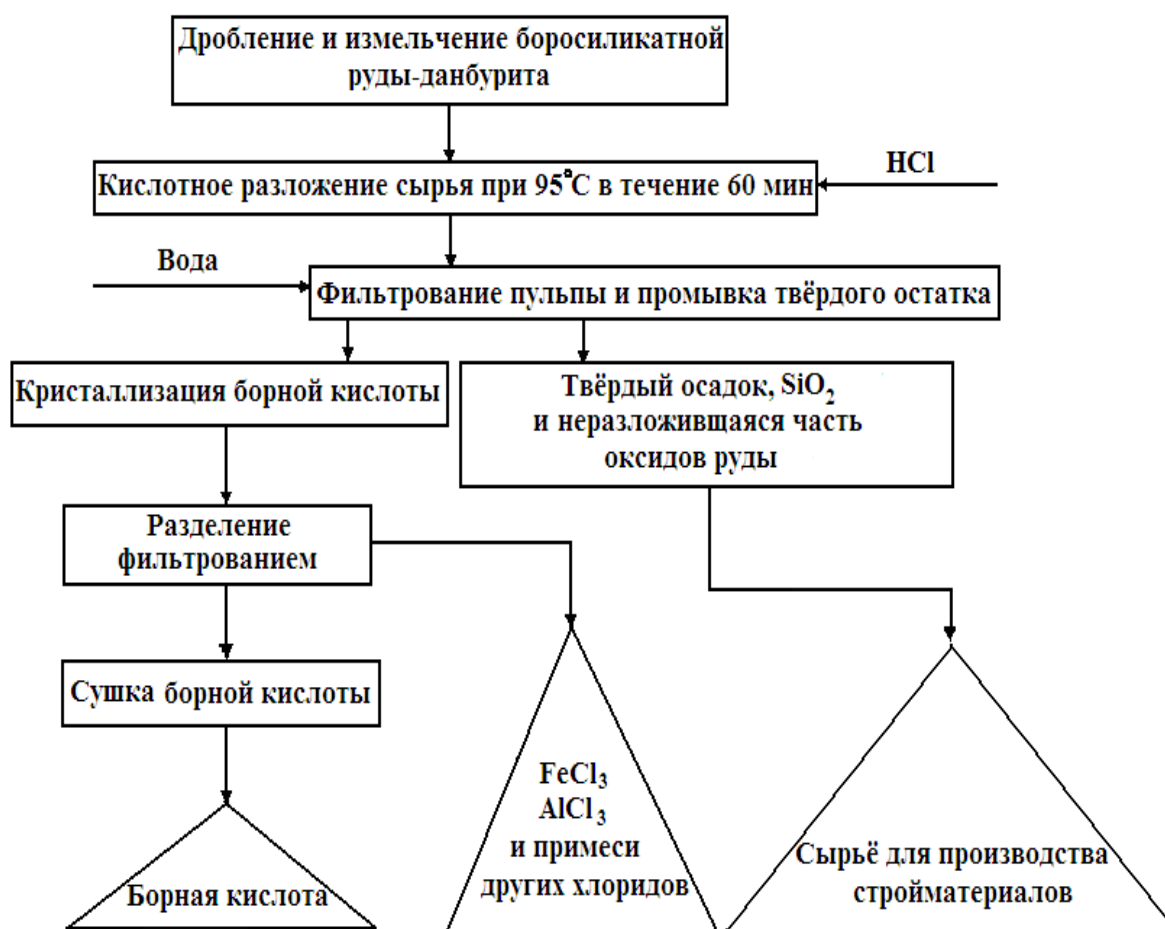 Дробление и измельчение боросиликатной
руды-данбурита
HCl
Кислотное разложение сырья при 95°С в течение 60 мин
Вода
Фильтрование пульпы и промывка твёрдого остатка
Кристаллизация борной кислоты
Твёрдый осадок, SiO₂
и неразложивщаяся часть
оксидов руды
Разделение
фильтрованием
Сушка борной кислоты
FeCl₃
AlCl₃
и примеси
других хлоридов
Сырьё для производства
стройматериалов
Борная кислота